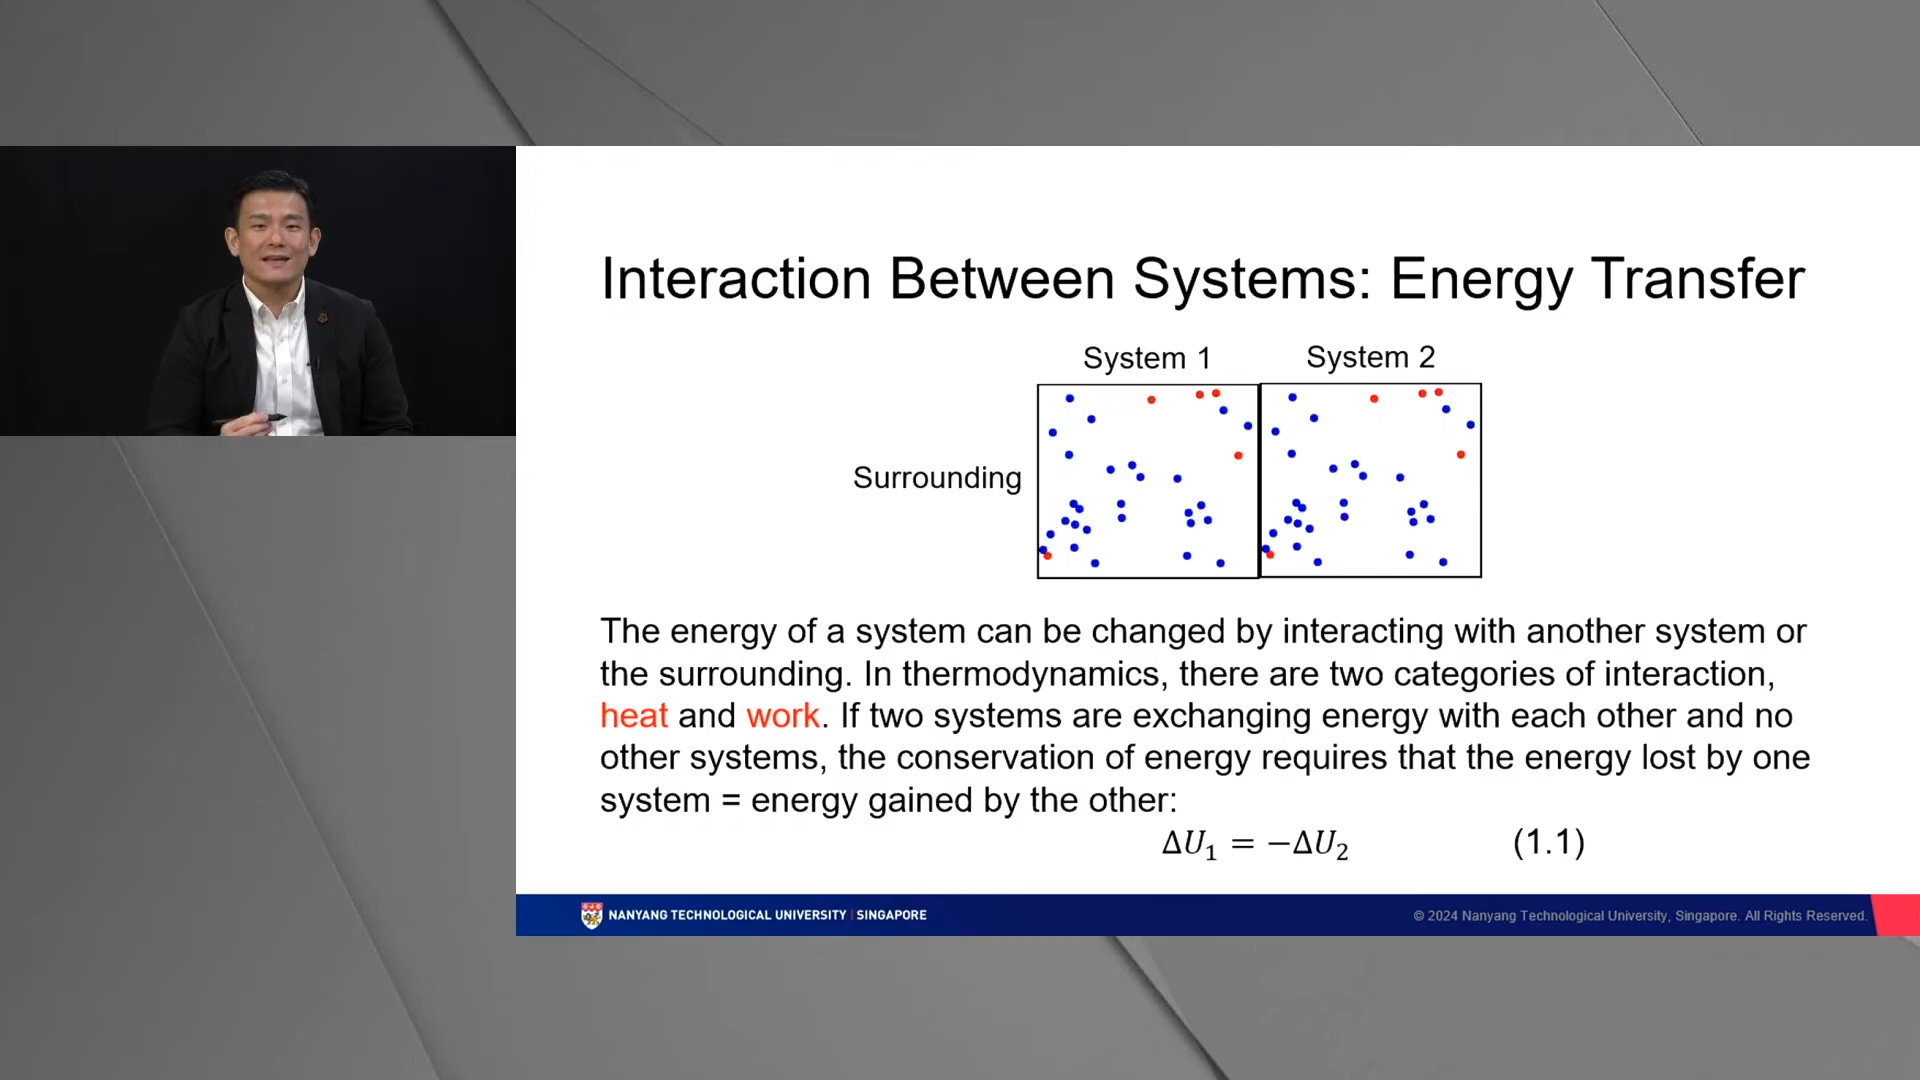 Interaction Between Systems: Energy Transfer
System 1
System 2
Surrounding
The energy of a system can be changed by interacting with another system or
the surrounding. In thermodynamics, there are two categories of interaction,
heat and work. If two systems are exchanging energy with each other and no
other systems, the conservation of energy requires that the energy lost by one
system = energy gained by the other:
Δ𝑈₁ = −Δ𝑈₂ (1.1)
NANYANG TECHNOLOGICAL UNIVERSITY | SINGAPORE
© 2024 Nanyang Technological University, Singapore. All Rights Reserved.